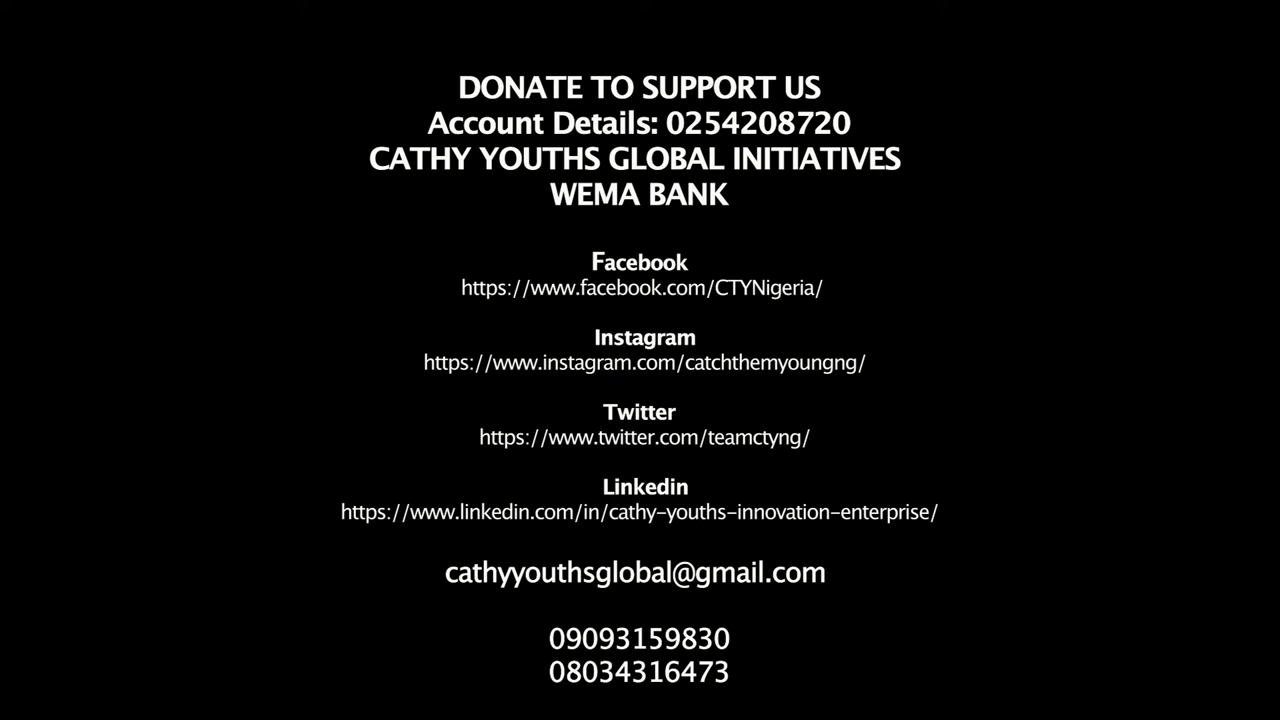 DONATE TO SUPPORT US
Account Details: 0254208720
CATHY YOUTHS GLOBAL INITIATIVES
WEMA BANK
Facebook
https://www.facebook.com/CTYNigeria/
Instagram
https://www.instagram.com/catchthemyoungng/
Twitter
https://www.twitter.com/teamctyng/
Linkedin
https://www.linkedin.com/in/cathy-youths-innovation-enterprise/
cathyyouthsglobal@gmail.com
09093159830
08034316473